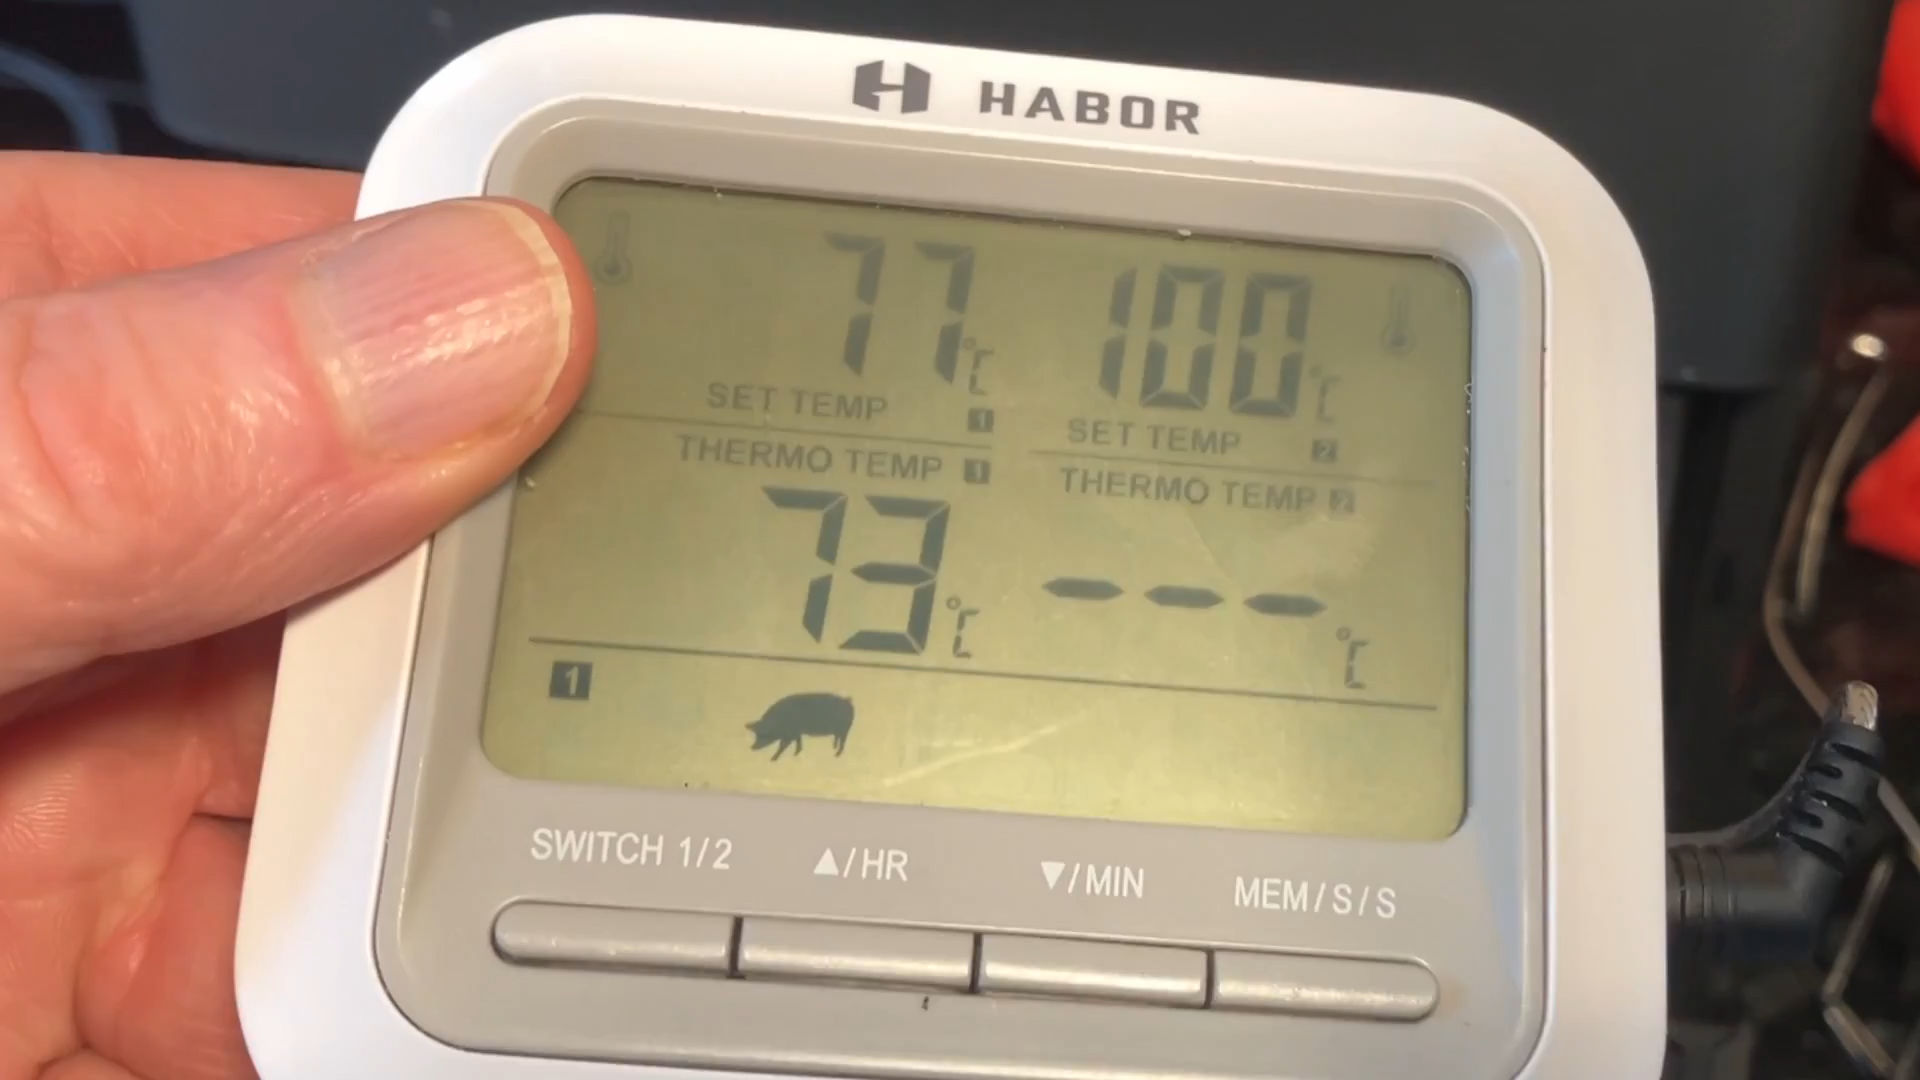 HABOR
77 °C 100 °C
SET TEMP 1 SET TEMP 2
THERMO TEMP 1 THERMO TEMP 2
73 °C --- °C
1
SWITCH 1/2 ▲/HR ▼/MIN MEM/S/S